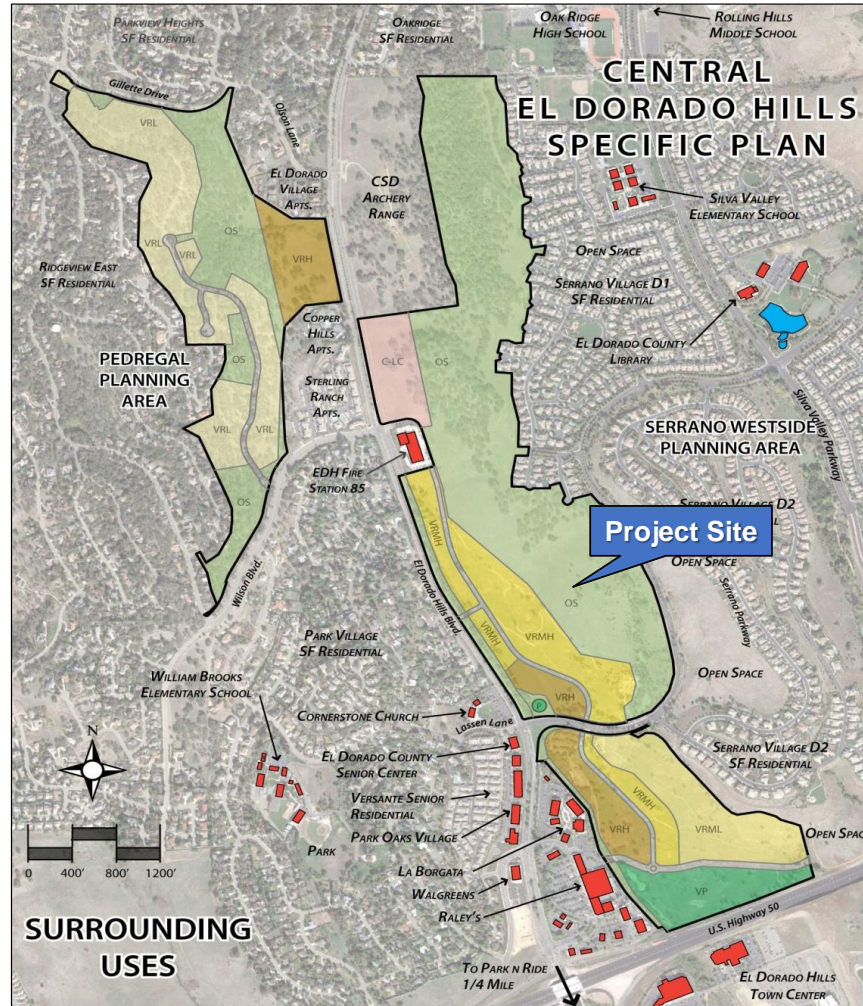 PARKVIEW HEIGHTS
SF RESIDENTIAL
OAKRIDGE
SF RESIDENTIAL
OAK RIDGE
HIGH SCHOOL
ROLLING HILLS
MIDDLE SCHOOL
CENTRAL
EL DORADO HILLS
SPECIFIC PLAN
Gillette Drive
Olson Lane
VRL
EL DORADO
VILLAGE
APTS.
CSD
ARCHERY
RANGE
SILVA VALLEY
ELEMENTARY SCHOOL
OPEN SPACE
SERRANO VILLAGE D1
SF RESIDENTIAL
VRL
OS
VRH
RIDGEVIEW EAST
SF RESIDENTIAL
VRL
EL DORADO COUNTY
LIBRARY
COPPER
HILLS
APTS.
C-LC
OS
OS
PEDREGAL
PLANNING
AREA
STERLING
RANCH
APTS.
Silva Valley Parkway
SERRANO WESTSIDE
PLANNING AREA
VRL
VRL
EDH FIRE
STATION 85
SERRANO VILLAGE D2
Project Site
OPEN SPACE
OS
VRMH
OS
Wilson Blvd.
El Dorado Hills Blvd.
Serrano Parkway
PARK VILLAGE
SF RESIDENTIAL
VRMH
VRMH
WILLIAM BROOKS
ELEMENTARY SCHOOL
VRH
OPEN SPACE
P
CORNERSTONE CHURCH
Lassen Lane
N
EL DORADO COUNTY
SENIOR CENTER
SERRANO VILLAGE D2
SF RESIDENTIAL
VERSANTE SENIOR
RESIDENTIAL
VRMH
PARK OAKS VILLAGE
VRH
VRML
OPEN SPACE
PARK
LA BORGATA
0 400' 800' 1200'
WALGREENS
VP
RALEY'S
U.S. Highway 50
SURROUNDING
USES
TO PARK N RIDE
1/4 MILE
EL DORADO HILLS
TOWN CENTER